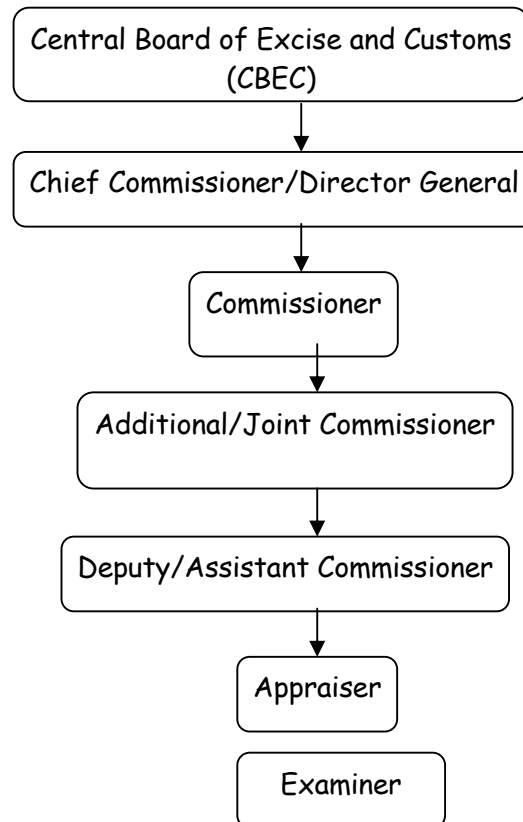 Central Board of Excise and Customs
(CBEC)
Chief Commissioner/Director General
Commissioner
Additional/Joint Commissioner
Deputy/Assistant Commissioner
Appraiser
Examiner